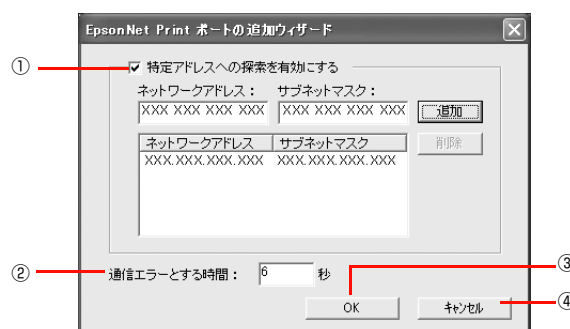 EpsonNet Print ポートの追加ウィザード
① 特定アドレスへの探索を有効にする
ネットワークアドレス： サブネットマスク：
XXX XXX XXX XXX XXX XXX XXX XXX 追加
ネットワークアドレス サブネットマスク 削除
XXX.XXX.XXX.XXX XXX.XXX.XXX.XXX
② 通信エラーとする時間： 6 秒
③
OK キャンセル ④